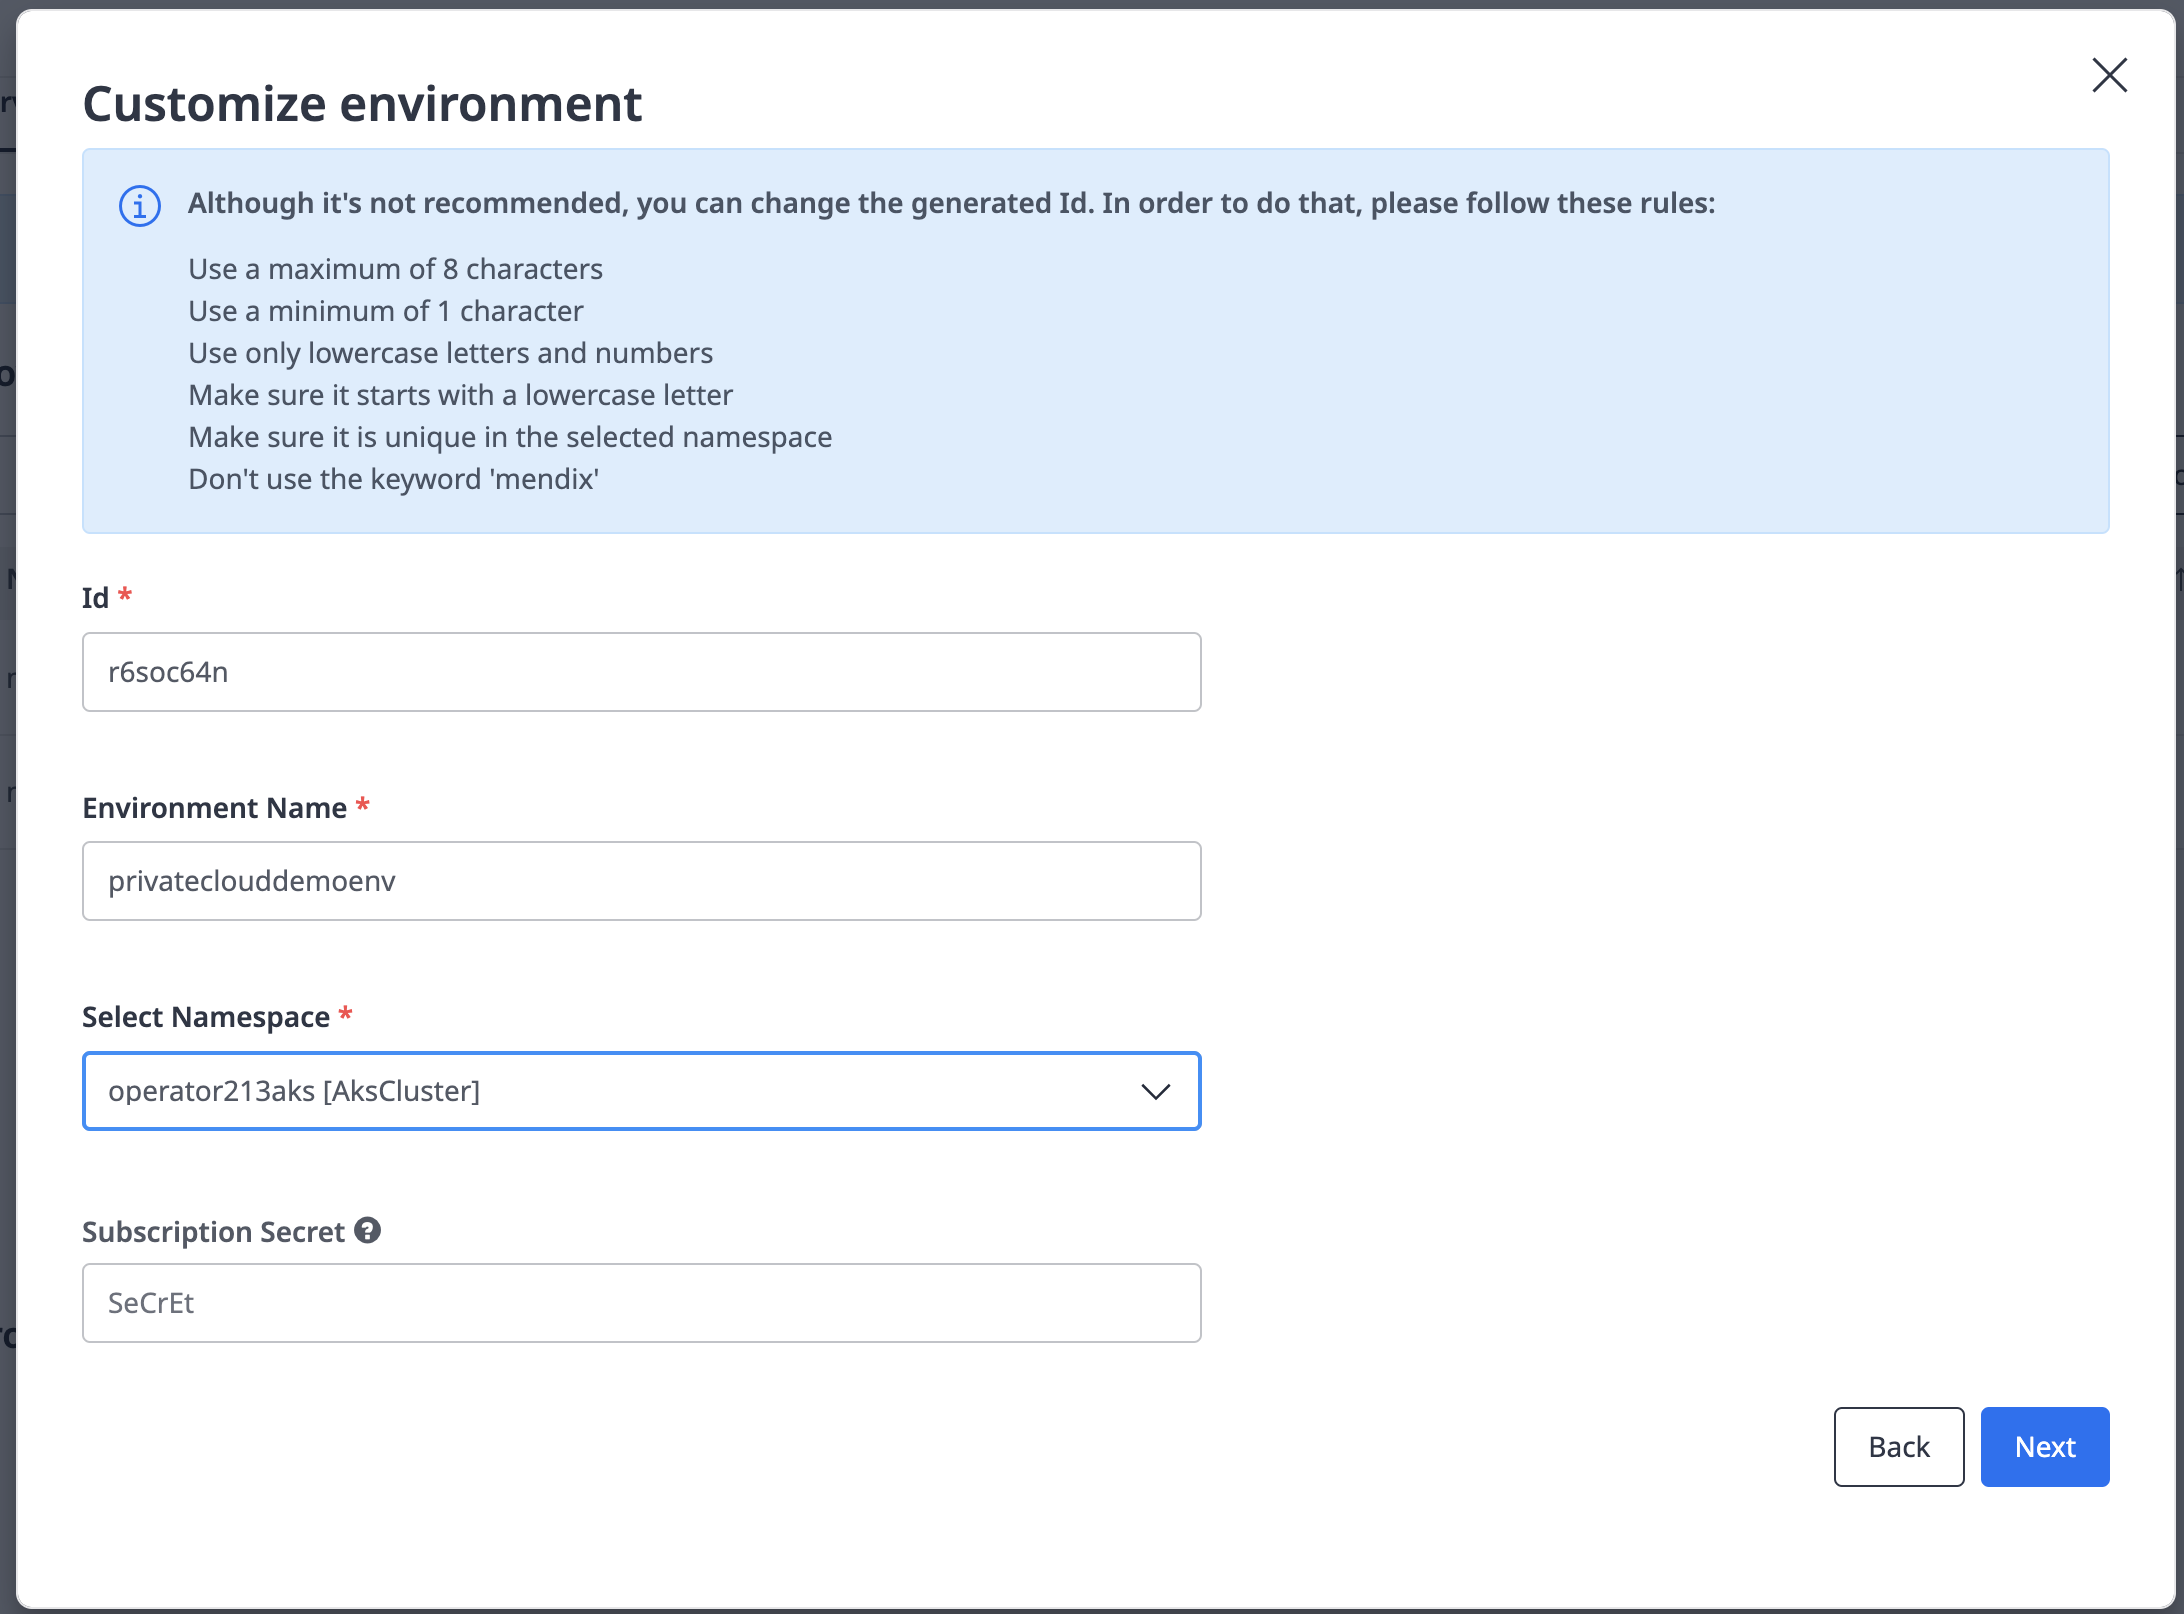 Customize environment
Although it's not recommended, you can change the generated Id. In order to do that, please follow these rules:
Use a maximum of 8 characters
Use a minimum of 1 character
Use only lowercase letters and numbers
Make sure it starts with a lowercase letter
Make sure it is unique in the selected namespace
Don't use the keyword 'mendix'
Id *
r6soc64n
Environment Name *
privateclouddemoenv
Select Namespace *
operator213aks [AksCluster]
Subscription Secret
SeCrEt
Back
Next